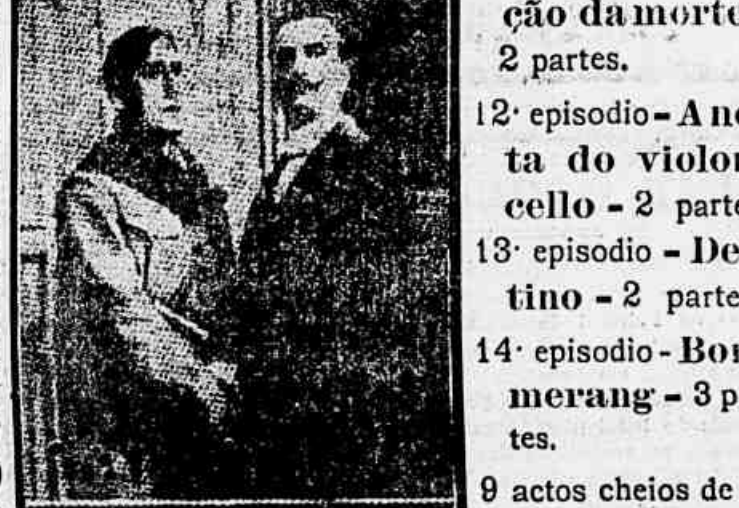 ção da morte
2 partes.
12· episodio - A no
ta do violon
cello - 2 parte
13· episodio - De
tino - 2 parte
14· episodio - Bo
merang - 3 p
tes.
9 actos cheios de